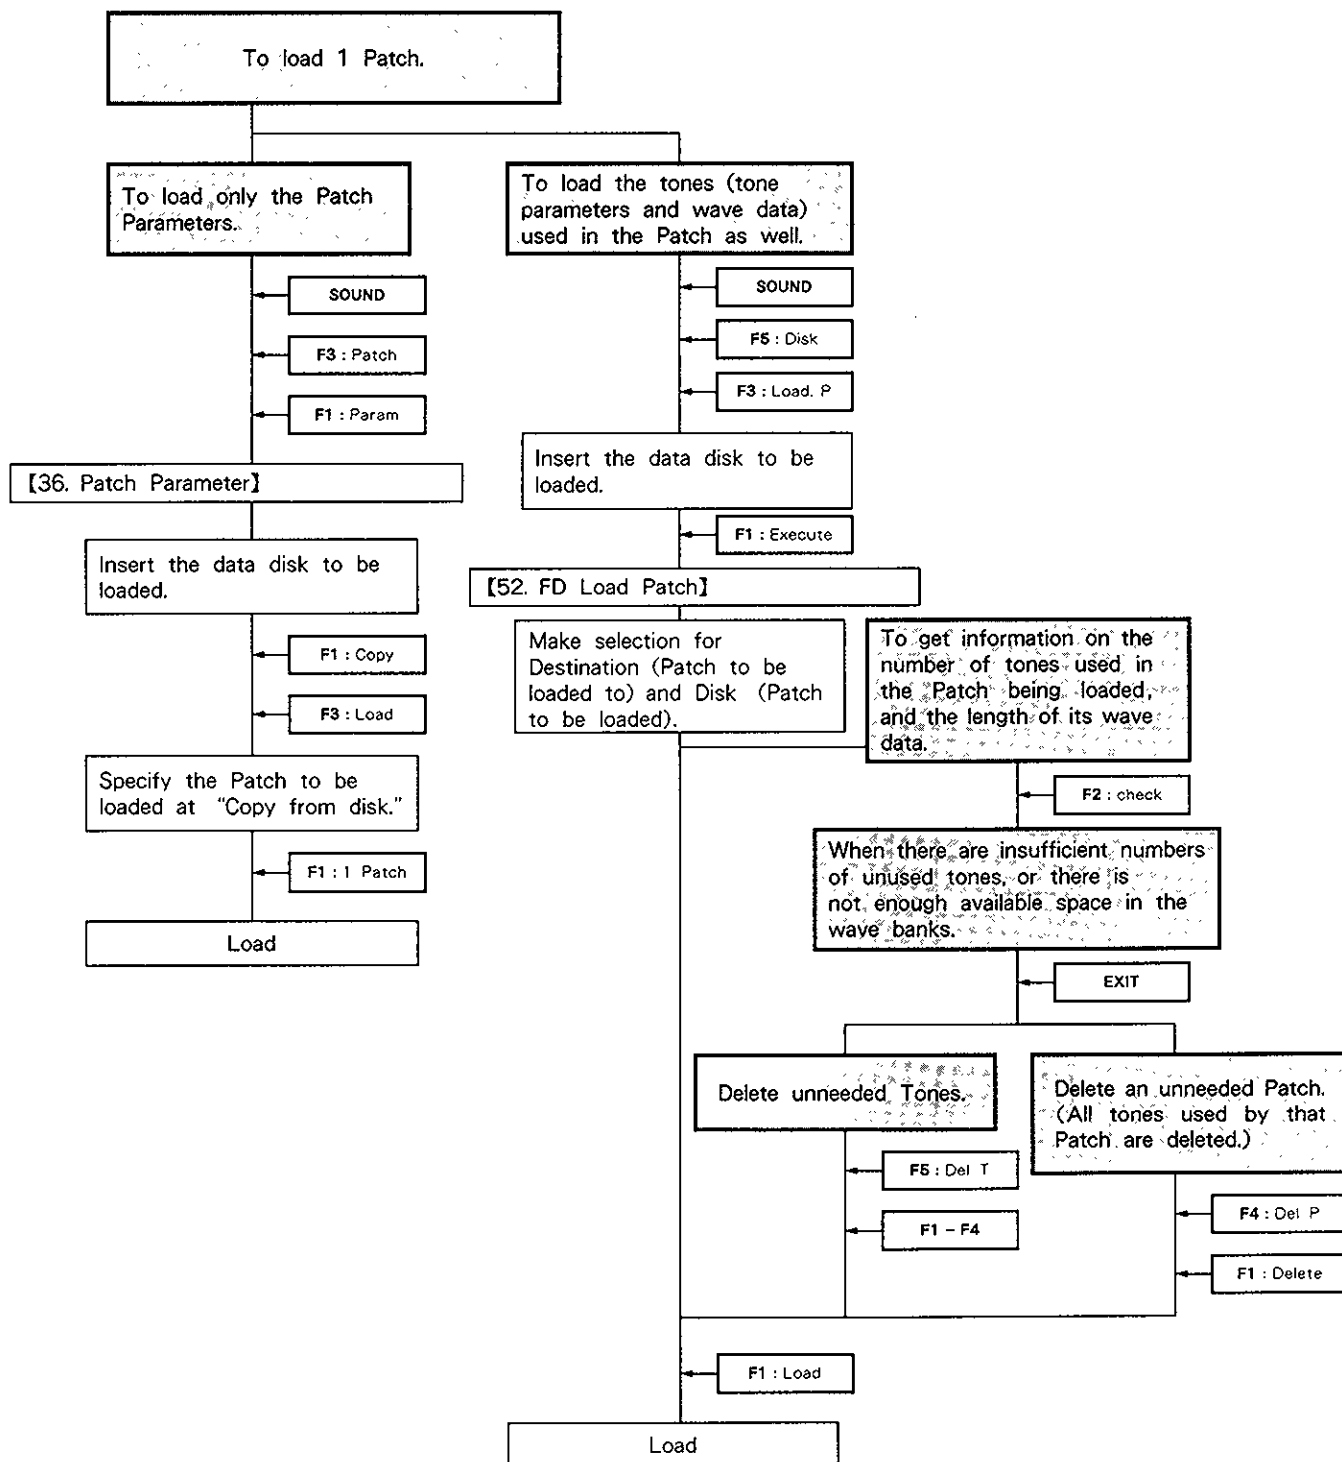 To load 1 Patch.
To load only the Patch
Parameters.
SOUND
F3 : Patch
F1 : Param
【36. Patch Parameter】
Insert the data disk to be
loaded.
F1 : Copy
F3 : Load
Specify the Patch to be
loaded at "Copy from disk."
F1 : 1 Patch
Load
To load the tones (tone
parameters and wave data)
used in the Patch as well.
SOUND
F5 : Disk
F3 : Load. P
Insert the data disk to be
loaded.
F1 : Execute
【52. FD Load Patch】
Make selection for
Destination (Patch to be
loaded to) and Disk (Patch
to be loaded).
To get information on the
number of tones used in
the Patch being loaded,
and the length of its wave
data.
F2 : check
When there are insufficient numbers
of unused tones, or there is
not enough available space in the
wave banks.
EXIT
Delete unneeded Tones.
F5 : Del T
F1 – F4
Delete an unneeded Patch.
(All tones used by that
Patch are deleted.)
F4 : Del P
F1 : Delete
F1 : Load
Load